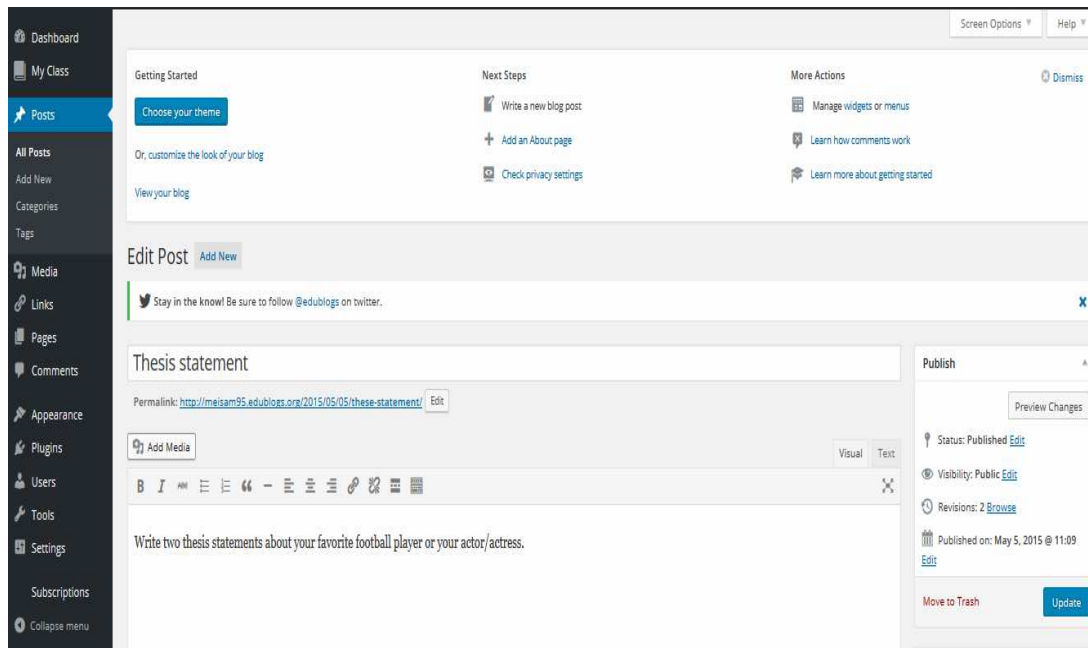 Screen Options
Help
Dashboard
My Class
Posts
All Posts
Add New
Categories
Tags
Media
Links
Pages
Comments
Appearance
Plugins
Users
Tools
Settings
Subscriptions
Collapse menu
Getting Started
Choose your theme
Or, customize the look of your blog
View your blog
Next Steps
Write a new blog post
Add an About page
Check privacy settings
More Actions
Manage widgets or menus
Learn how comments work
Learn more about getting started
Dismiss
Edit Post Add New
Stay in the know! Be sure to follow @edublogs on twitter.
Thesis statement
Permalink: http://meisam95.edublogs.org/2015/05/05/these-statement/ Edit
Add Media
Visual Text
B I ABC
Write two thesis statements about your favorite football player or your actor/actress.
Publish
Preview Changes
Status: Published Edit
Visibility: Public Edit
Revisions: 2 Browse
Published on: May 5, 2015 @ 11:09
Edit
Move to Trash
Update